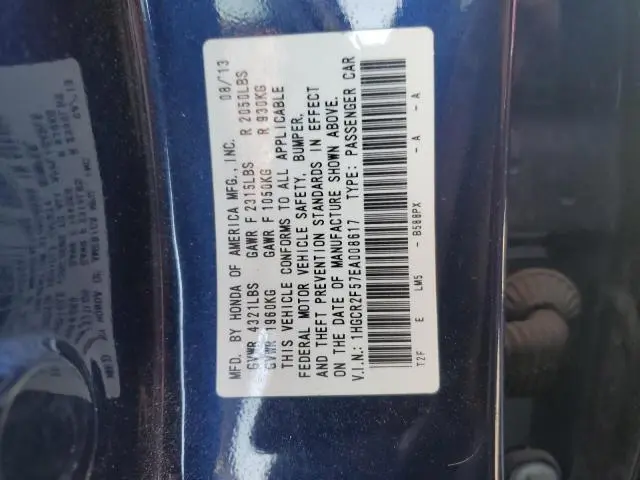 MFD. BY HONDA OF AMERICA MFG., INC. 08/13
GVWR 4321LBS GAWR F 2315LBS R 2050LBS
GVWR 1960KG GAWR F 1050KG R 930KG
THIS VEHICLE CONFORMS TO ALL APPLICABLE
FEDERAL MOTOR VEHICLE SAFETY, BUMPER,
AND THEFT PREVENTION STANDARDS IN EFFECT
ON THE DATE OF MANUFACTURE SHOWN ABOVE.
V.I.N.: 1HGCR2F57EA008617 TYPE: PASSENGER CAR
T2F E LM5 - B588PX - A - A